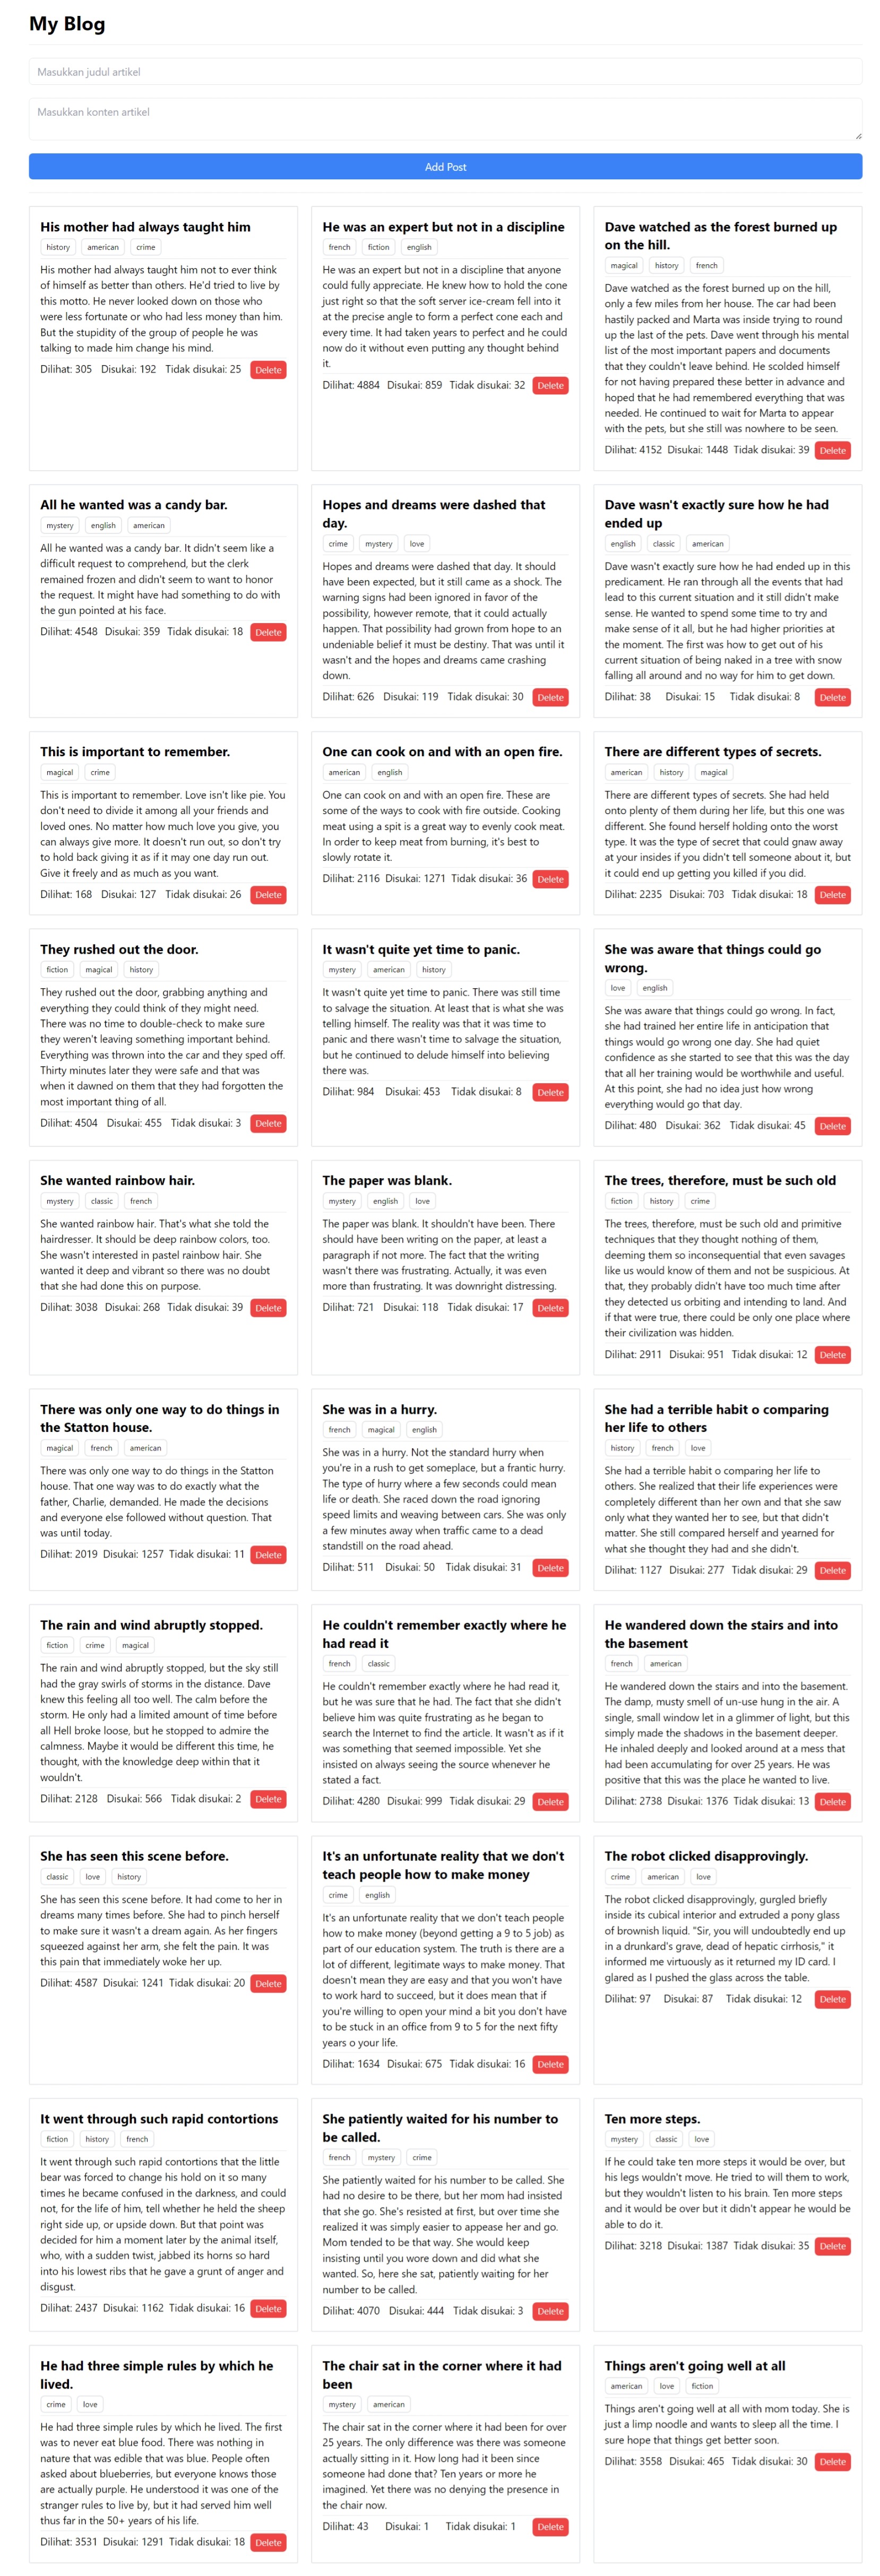 My Blog
Masukkan judul artikel
Masukkan konten artikel
Add Post
His mother had always taught him
history american crime
His mother had always taught him not to ever think
of himself as better than others. He'd tried to live by
this motto. He never looked down on those who
were less fortunate or who had less money than him.
But the stupidity of the group of people he was
talking to made him change his mind.
Dilihat: 305 Disukai: 192 Tidak disukai: 25 Delete
He was an expert but not in a discipline
french fiction english
He was an expert but not in a discipline that anyone
could fully appreciate. He knew how to hold the cone
just right so that the soft server ice-cream fell into it
at the precise angle to form a perfect cone each and
every time. It had taken years to perfect and he could
now do it without even putting any thought behind
it.
Dilihat: 4884 Disukai: 859 Tidak disukai: 32 Delete
Dave watched as the forest burned up
on the hill.
magical history french
Dave watched as the forest burned up on the hill,
only a few miles from her house. The car had been
hastily packed and Marta was inside trying to round
up the last of the pets. Dave went through his mental
list of the most important papers and documents
that they couldn't leave behind. He scolded himself
for not having prepared these better in advance and
hoped that he had remembered everything that was
needed. He continued to wait for Marta to appear
with the pets, but she still was nowhere to be seen.
Dilihat: 4152 Disukai: 1448 Tidak disukai: 39 Delete
All he wanted was a candy bar.
mystery english american
All he wanted was a candy bar. It didn't seem like a
difficult request to comprehend, but the clerk
remained frozen and didn't seem to want to honor
the request. It might have had something to do with
the gun pointed at his face.
Dilihat: 4548 Disukai: 359 Tidak disukai: 18 Delete
Hopes and dreams were dashed that
day.
crime mystery love
Hopes and dreams were dashed that day. It should
have been expected, but it still came as a shock. The
warning signs had been ignored in favor of the
possibility, however remote, that it could actually
happen. That possibility had grown from hope to an
undeniable belief it must be destiny. That was until it
wasn't and the hopes and dreams came crashing
down.
Dilihat: 626 Disukai: 119 Tidak disukai: 30 Delete
Dave wasn't exactly sure how he had
ended up
english classic american
Dave wasn't exactly sure how he had ended up in this
predicament. He ran through all the events that had
lead to this current situation and it still didn't make
sense. He wanted to spend some time to try and
make sense of it all, but he had higher priorities at
the moment. The first was how to get out of his
current situation of being naked in a tree with snow
falling all around and no way for him to get down.
Dilihat: 38 Disukai: 15 Tidak disukai: 8 Delete
This is important to remember.
magical crime
This is important to remember. Love isn't like pie. You
don't need to divide it among all your friends and
loved ones. No matter how much love you give, you
can always give more. It doesn't run out, so don't try
to hold back giving it as if it may one day run out.
Give it freely and as much as you want.
Dilihat: 168 Disukai: 127 Tidak disukai: 26 Delete
One can cook on and with an open fire.
american english
One can cook on and with an open fire. These are
some of the ways to cook with fire outside. Cooking
meat using a spit is a great way to evenly cook meat.
In order to keep meat from burning, it's best to
slowly rotate it.
Dilihat: 2116 Disukai: 1271 Tidak disukai: 36 Delete
There are different types of secrets.
american history magical
There are different types of secrets. She had held
onto plenty of them during her life, but this one was
different. She found herself holding onto the worst
type. It was the type of secret that could gnaw away
at your insides if you didn't tell someone about it, but
it could end up getting you killed if you did.
Dilihat: 2235 Disukai: 703 Tidak disukai: 18 Delete
They rushed out the door.
fiction magical history
They rushed out the door, grabbing anything and
everything they could think of they might need.
There was no time to double-check to make sure
they weren't leaving something important behind.
Everything was thrown into the car and they sped off.
Thirty minutes later they were safe and that was
when it dawned on them that they had forgotten the
most important thing of all.
Dilihat: 4504 Disukai: 455 Tidak disukai: 3 Delete
It wasn't quite yet time to panic.
mystery american history
It wasn't quite yet time to panic. There was still time
to salvage the situation. At least that is what she was
telling himself. The reality was that it was time to
panic and there wasn't time to salvage the situation,
but he continued to delude himself into believing
there was.
Dilihat: 984 Disukai: 453 Tidak disukai: 8 Delete
She was aware that things could go
wrong.
love english
She was aware that things could go wrong. In fact,
she had trained her entire life in anticipation that
things would go wrong one day. She had quiet
confidence as she started to see that this was the day
that all her training would be worthwhile and useful.
At this point, she had no idea just how wrong
everything would go that day.
Dilihat: 480 Disukai: 362 Tidak disukai: 45 Delete
She wanted rainbow hair.
mystery classic french
She wanted rainbow hair. That's what she told the
hairdresser. It should be deep rainbow colors, too.
She wasn't interested in pastel rainbow hair. She
wanted it deep and vibrant so there was no doubt
that she had done this on purpose.
Dilihat: 3038 Disukai: 268 Tidak disukai: 39 Delete
The paper was blank.
mystery english love
The paper was blank. It shouldn't have been. There
should have been writing on the paper, at least a
paragraph if not more. The fact that the writing
wasn't there was frustrating. Actually, it was even
more than frustrating. It was downright distressing.
Dilihat: 721 Disukai: 118 Tidak disukai: 17 Delete
The trees, therefore, must be such old
fiction history crime
The trees, therefore, must be such old and primitive
techniques that they thought nothing of them,
deeming them so inconsequential that even savages
like us would know of them and not be suspicious. At
that, they probably didn't have too much time after
they detected us orbiting and intending to land. And
if that were true, there could be only one place where
their civilization was hidden.
Dilihat: 2911 Disukai: 951 Tidak disukai: 12 Delete
There was only one way to do things in
the Statton house.
magical french american
There was only one way to do things in the Statton
house. That one way was to do exactly what the
father, Charlie, demanded. He made the decisions
and everyone else followed without question. That
was until today.
Dilihat: 2019 Disukai: 1257 Tidak disukai: 11 Delete
She was in a hurry.
french magical english
She was in a hurry. Not the standard hurry when
you're in a rush to get someplace, but a frantic hurry.
The type of hurry where a few seconds could mean
life or death. She raced down the road ignoring
speed limits and weaving between cars. She was only
a few minutes away when traffic came to a dead
standstill on the road ahead.
Dilihat: 511 Disukai: 50 Tidak disukai: 31 Delete
She had a terrible habit o comparing
her life to others
history french love
She had a terrible habit o comparing her life to
others. She realized that their life experiences were
completely different than her own and that she saw
only what they wanted her to see, but that didn't
matter. She still compared herself and yearned for
what she thought they had and she didn't.
Dilihat: 1127 Disukai: 277 Tidak disukai: 29 Delete
The rain and wind abruptly stopped.
fiction crime magical
The rain and wind abruptly stopped, but the sky still
had the gray swirls of storms in the distance. Dave
knew this feeling all too well. The calm before the
storm. He only had a limited amount of time before
all Hell broke loose, but he stopped to admire the
calmness. Maybe it would be different this time, he
thought, with the knowledge deep within that it
wouldn't.
Dilihat: 2128 Disukai: 566 Tidak disukai: 2 Delete
He couldn't remember exactly where he
had read it
french classic
He couldn't remember exactly where he had read it,
but he was sure that he had. The fact that she didn't
believe him was quite frustrating as he began to
search the Internet to find the article. It wasn't as if it
was something that seemed impossible. Yet she
insisted on always seeing the source whenever he
stated a fact.
Dilihat: 4280 Disukai: 999 Tidak disukai: 29 Delete
He wandered down the stairs and into
the basement
french american
He wandered down the stairs and into the basement.
The damp, musty smell of un-use hung in the air. A
single, small window let in a glimmer of light, but this
simply made the shadows in the basement deeper.
He inhaled deeply and looked around at a mess that
had been accumulating for over 25 years. He was
positive that this was the place he wanted to live.
Dilihat: 2738 Disukai: 1376 Tidak disukai: 13 Delete
She has seen this scene before.
classic love history
She has seen this scene before. It had come to her in
dreams many times before. She had to pinch herself
to make sure it wasn't a dream again. As her fingers
squeezed against her arm, she felt the pain. It was
this pain that immediately woke her up.
Dilihat: 4587 Disukai: 1241 Tidak disukai: 20 Delete
It's an unfortunate reality that we don't
teach people how to make money
crime english
It's an unfortunate reality that we don't teach people
how to make money (beyond getting a 9 to 5 job) as
part of our education system. The truth is there are a
lot of different, legitimate ways to make money. That
doesn't mean they are easy and that you won't have
to work hard to succeed, but it does mean that if
you're willing to open your mind a bit you don't have
to be stuck in an office from 9 to 5 for the next fifty
years o your life.
Dilihat: 1634 Disukai: 675 Tidak disukai: 16 Delete
The robot clicked disapprovingly.
crime american love
The robot clicked disapprovingly, gurgled briefly
inside its cubical interior and extruded a pony glass
of brownish liquid. "Sir, you will undoubtedly end up
in a drunkard's grave, dead of hepatic cirrhosis," it
informed me virtuously as it returned my ID card. I
glared as I pushed the glass across the table.
Dilihat: 97 Disukai: 87 Tidak disukai: 12 Delete
It went through such rapid contortions
fiction history french
It went through such rapid contortions that the little
bear was forced to change his hold on it so many
times he became confused in the darkness, and could
not, for the life of him, tell whether he held the sheep
right side up, or upside down. But that point was
decided for him a moment later by the animal itself,
who, with a sudden twist, jabbed its horns so hard
into his lowest ribs that he gave a grunt of anger and
disgust.
Dilihat: 2437 Disukai: 1162 Tidak disukai: 16 Delete
She patiently waited for his number to
be called.
french mystery crime
She patiently waited for his number to be called. She
had no desire to be there, but her mom had insisted
that she go. She's resisted at first, but over time she
realized it was simply easier to appease her and go.
Mom tended to be that way. She would keep
insisting until you wore down and did what she
wanted. So, here she sat, patiently waiting for her
number to be called.
Dilihat: 4070 Disukai: 444 Tidak disukai: 3 Delete
Ten more steps.
mystery classic love
If he could take ten more steps it would be over, but
his legs wouldn't move. He tried to will them to work,
but they wouldn't listen to his brain. Ten more steps
and it would be over but it didn't appear he would be
able to do it.
Dilihat: 3218 Disukai: 1387 Tidak disukai: 35 Delete
He had three simple rules by which he
lived.
crime love
He had three simple rules by which he lived. The first
was to never eat blue food. There was nothing in
nature that was edible that was blue. People often
asked about blueberries, but everyone knows those
are actually purple. He understood it was one of the
stranger rules to live by, but it had served him well
thus far in the 50+ years of his life.
Dilihat: 3531 Disukai: 1291 Tidak disukai: 18 Delete
The chair sat in the corner where it had
been
mystery american
The chair sat in the corner where it had been for over
25 years. The only difference was there was someone
actually sitting in it. How long had it been since
someone had done that? Ten years or more he
imagined. Yet there was no denying the presence in
the chair now.
Dilihat: 43 Disukai: 1 Tidak disukai: 1 Delete
Things aren't going well at all
american love fiction
Things aren't going well at all with mom today. She is
just a limp noodle and wants to sleep all the time. I
sure hope that things get better soon.
Dilihat: 3558 Disukai: 465 Tidak disukai: 30 Delete